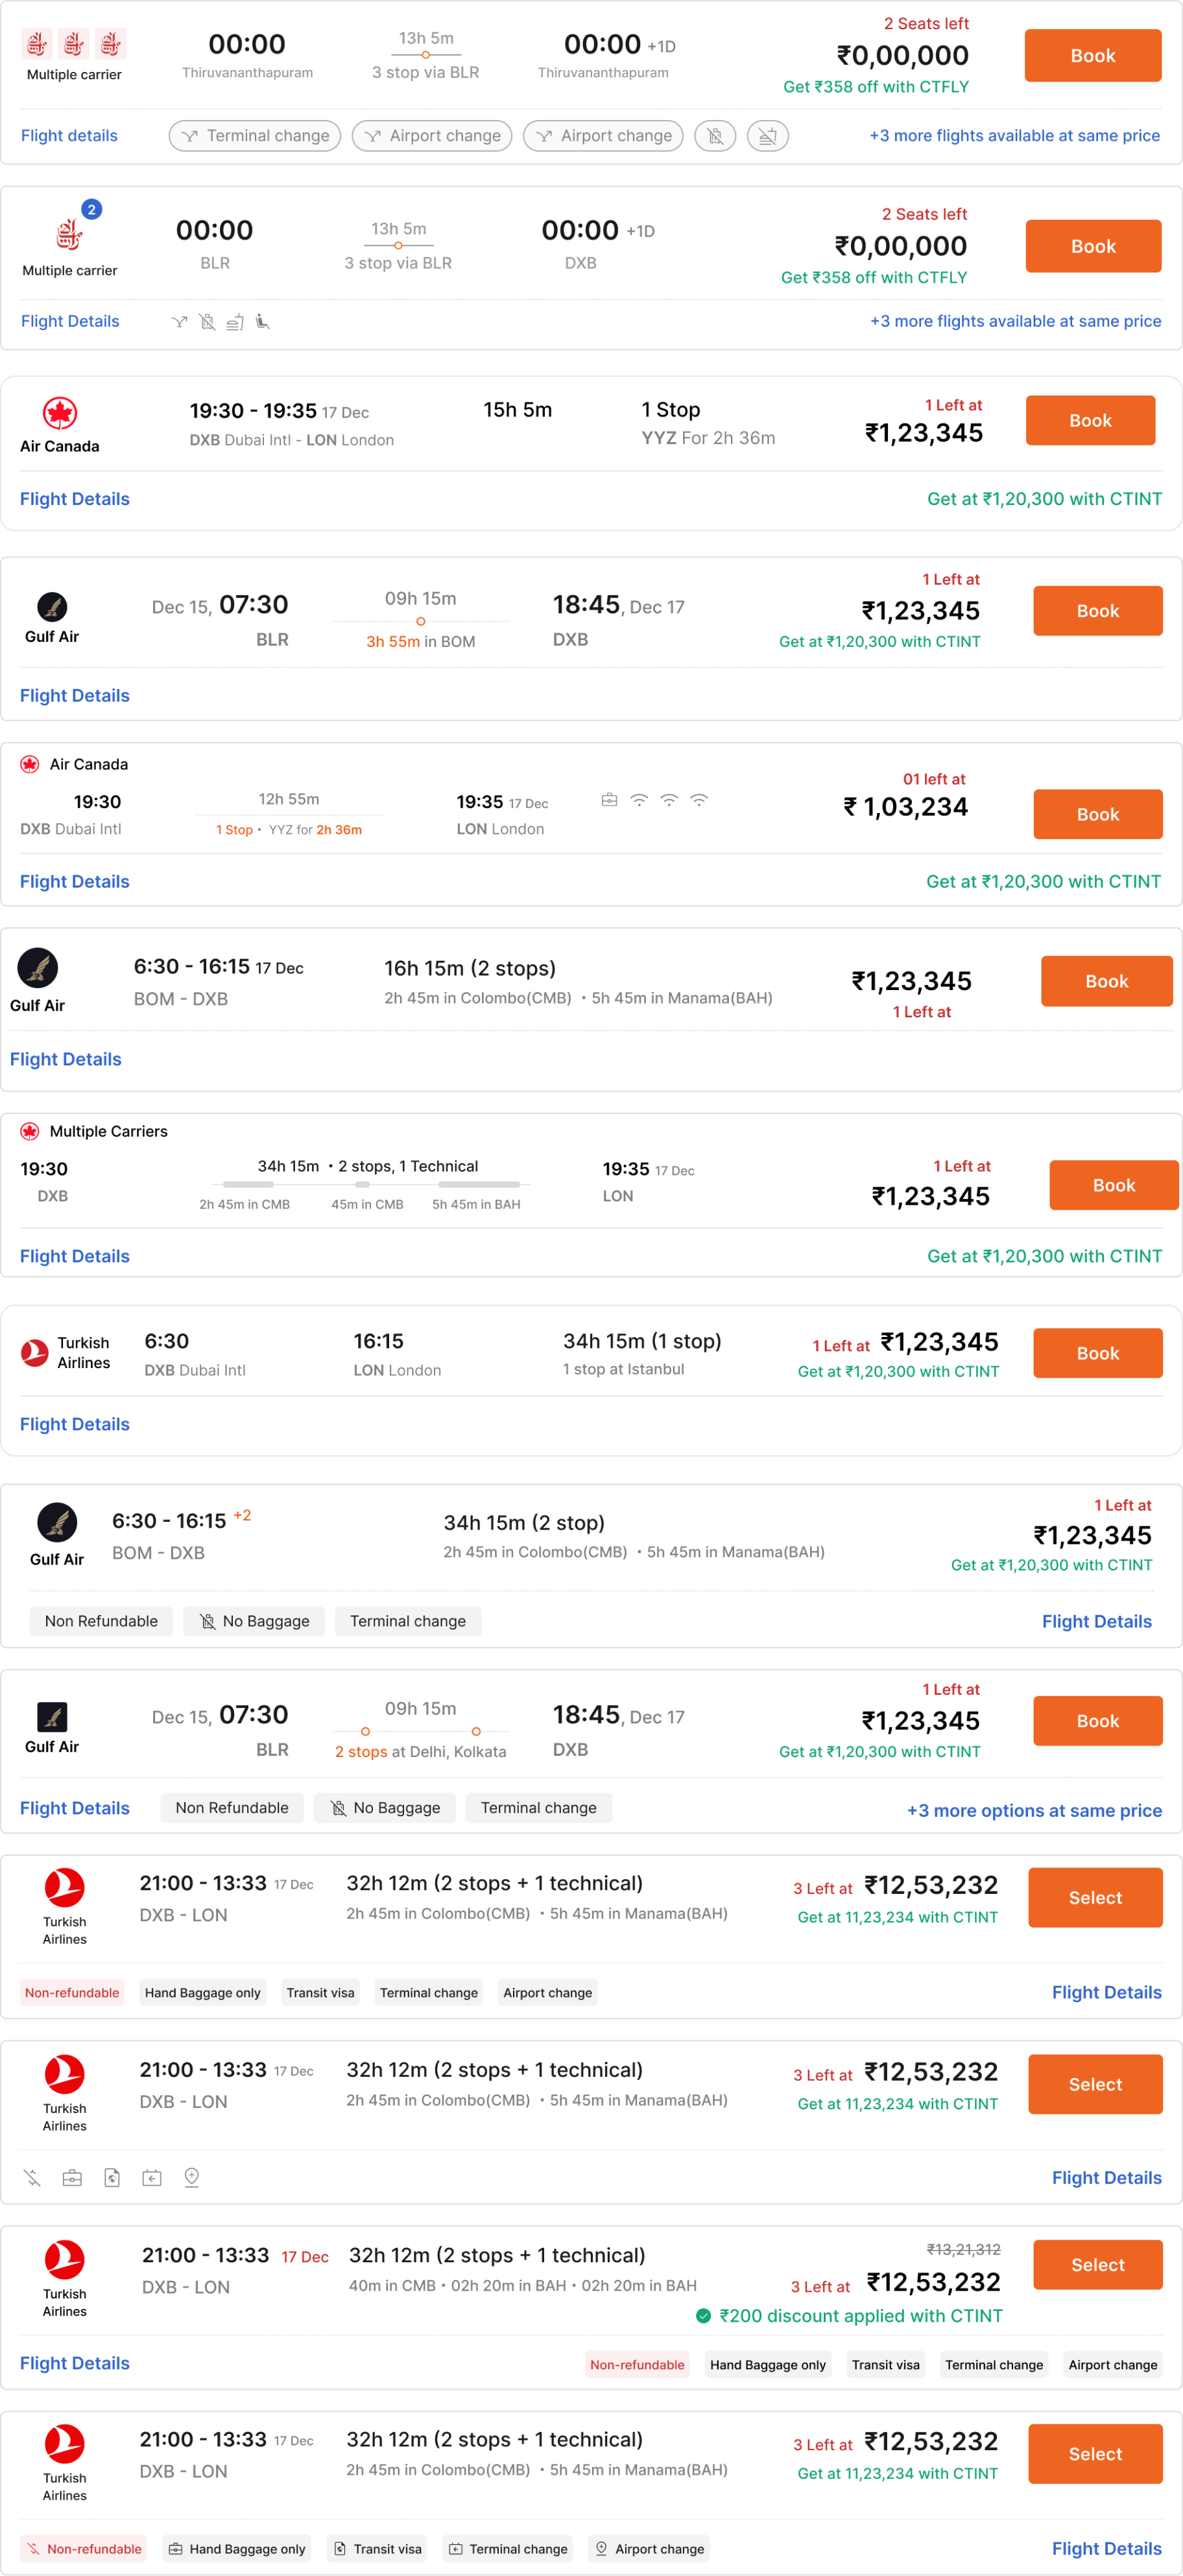 2 Seats left
00:00 13h 5m 00:00 +1D ₹0,00,000 Book
Multiple carrier Thiruvananthapuram 3 stop via BLR Thiruvananthapuram Get ₹358 off with CTFLY
Flight details Terminal change Airport change Airport change +3 more flights available at same price
2 2 Seats left
00:00 13h 5m 00:00 +1D ₹0,00,000 Book
Multiple carrier BLR 3 stop via BLR DXB Get ₹358 off with CTFLY
Flight Details +3 more flights available at same price
19:30 - 19:35 17 Dec 15h 5m 1 Stop 1 Left at Book
Air Canada DXB Dubai Intl - LON London YYZ For 2h 36m ₹1,23,345
Flight Details Get at ₹1,20,300 with CTINT
1 Left at
Dec 15, 07:30 09h 15m 18:45, Dec 17 ₹1,23,345 Book
Gulf Air BLR 3h 55m in BOM DXB Get at ₹1,20,300 with CTINT
Flight Details
Air Canada 01 left at
19:30 12h 55m 19:35 17 Dec ₹ 1,03,234 Book
DXB Dubai Intl 1 Stop • YYZ for 2h 36m LON London
Flight Details Get at ₹1,20,300 with CTINT
6:30 - 16:15 17 Dec 16h 15m (2 stops) ₹1,23,345 Book
Gulf Air BOM - DXB 2h 45m in Colombo(CMB) • 5h 45m in Manama(BAH) 1 Left at
Flight Details
Multiple Carriers
19:30 34h 15m • 2 stops, 1 Technical 19:35 17 Dec 1 Left at Book
DXB 2h 45m in CMB 45m in CMB 5h 45m in BAH LON ₹1,23,345
Flight Details Get at ₹1,20,300 with CTINT
Turkish 6:30 16:15 34h 15m (1 stop) 1 Left at ₹1,23,345 Book
Airlines DXB Dubai Intl LON London 1 stop at Istanbul Get at ₹1,20,300 with CTINT
Flight Details
1 Left at
6:30 - 16:15 +2 34h 15m (2 stop) ₹1,23,345
Gulf Air BOM - DXB 2h 45m in Colombo(CMB) • 5h 45m in Manama(BAH) Get at ₹1,20,300 with CTINT
Non Refundable No Baggage Terminal change Flight Details
1 Left at
Dec 15, 07:30 09h 15m 18:45, Dec 17 ₹1,23,345 Book
Gulf Air BLR 2 stops at Delhi, Kolkata DXB Get at ₹1,20,300 with CTINT
Flight Details Non Refundable No Baggage Terminal change +3 more options at same price
21:00 - 13:33 17 Dec 32h 12m (2 stops + 1 technical) 3 Left at ₹12,53,232 Select
Turkish DXB - LON 2h 45m in Colombo(CMB) • 5h 45m in Manama(BAH) Get at 11,23,234 with CTINT
Airlines
Non-refundable Hand Baggage only Transit visa Terminal change Airport change Flight Details
21:00 - 13:33 17 Dec 32h 12m (2 stops + 1 technical) 3 Left at ₹12,53,232 Select
Turkish DXB - LON 2h 45m in Colombo(CMB) • 5h 45m in Manama(BAH) Get at 11,23,234 with CTINT
Airlines
Flight Details
21:00 - 13:33 17 Dec 32h 12m (2 stops + 1 technical) ₹13,21,312 Select
Turkish DXB - LON 40m in CMB • 02h 20m in BAH • 02h 20m in BAH 3 Left at ₹12,53,232
Airlines ₹200 discount applied with CTINT
Flight Details Non-refundable Hand Baggage only Transit visa Terminal change Airport change
21:00 - 13:33 17 Dec 32h 12m (2 stops + 1 technical) 3 Left at ₹12,53,232 Select
Turkish DXB - LON 2h 45m in Colombo(CMB) • 5h 45m in Manama(BAH) Get at 11,23,234 with CTINT
Airlines
Non-refundable Hand Baggage only Transit visa Terminal change Airport change Flight Details